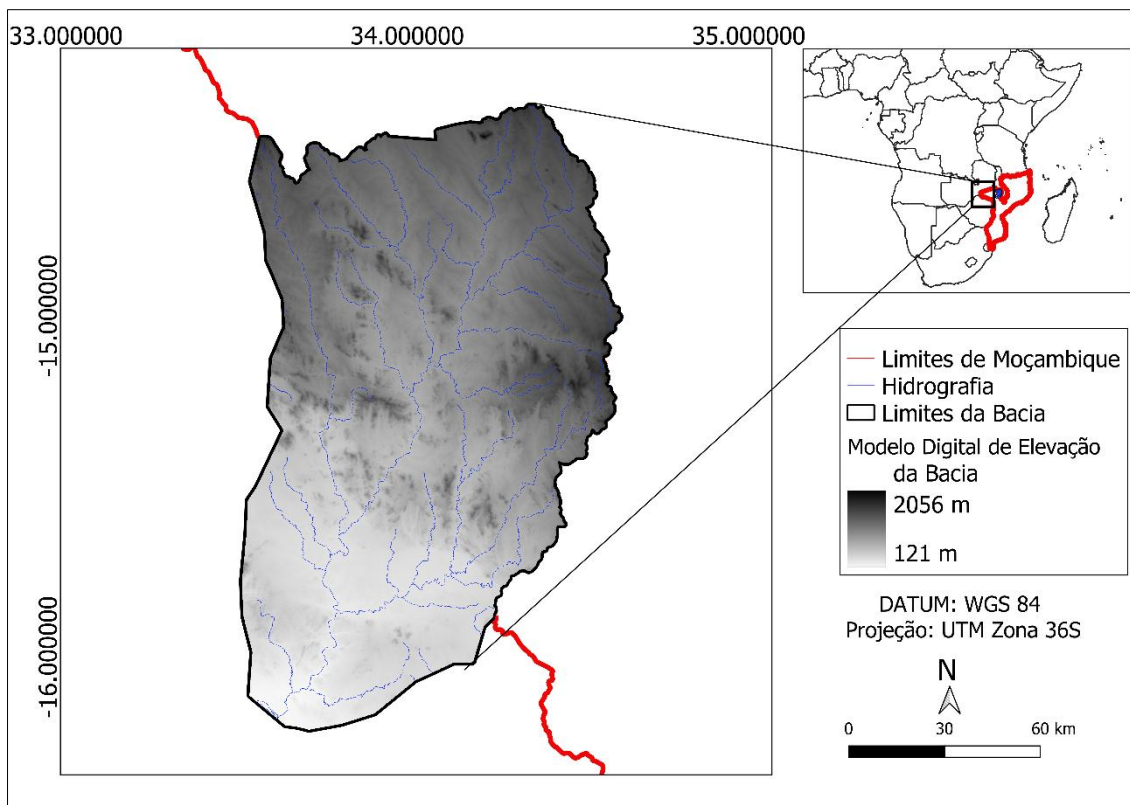 33.000000
34.000000
35.000000
-15.000000
-16.000000
Limites de Moçambique
Hidrografia
Limites da Bacia
Modelo Digital de Elevação
da Bacia
2056 m
121 m
DATUM: WGS 84
Projeção: UTM Zona 36S
N
0 30 60 km